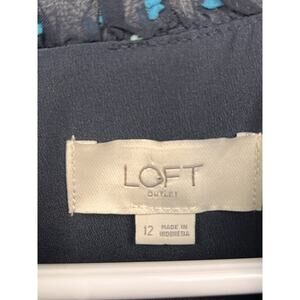 LOFT
OUTLET
12
MADE IN
INDONESIA